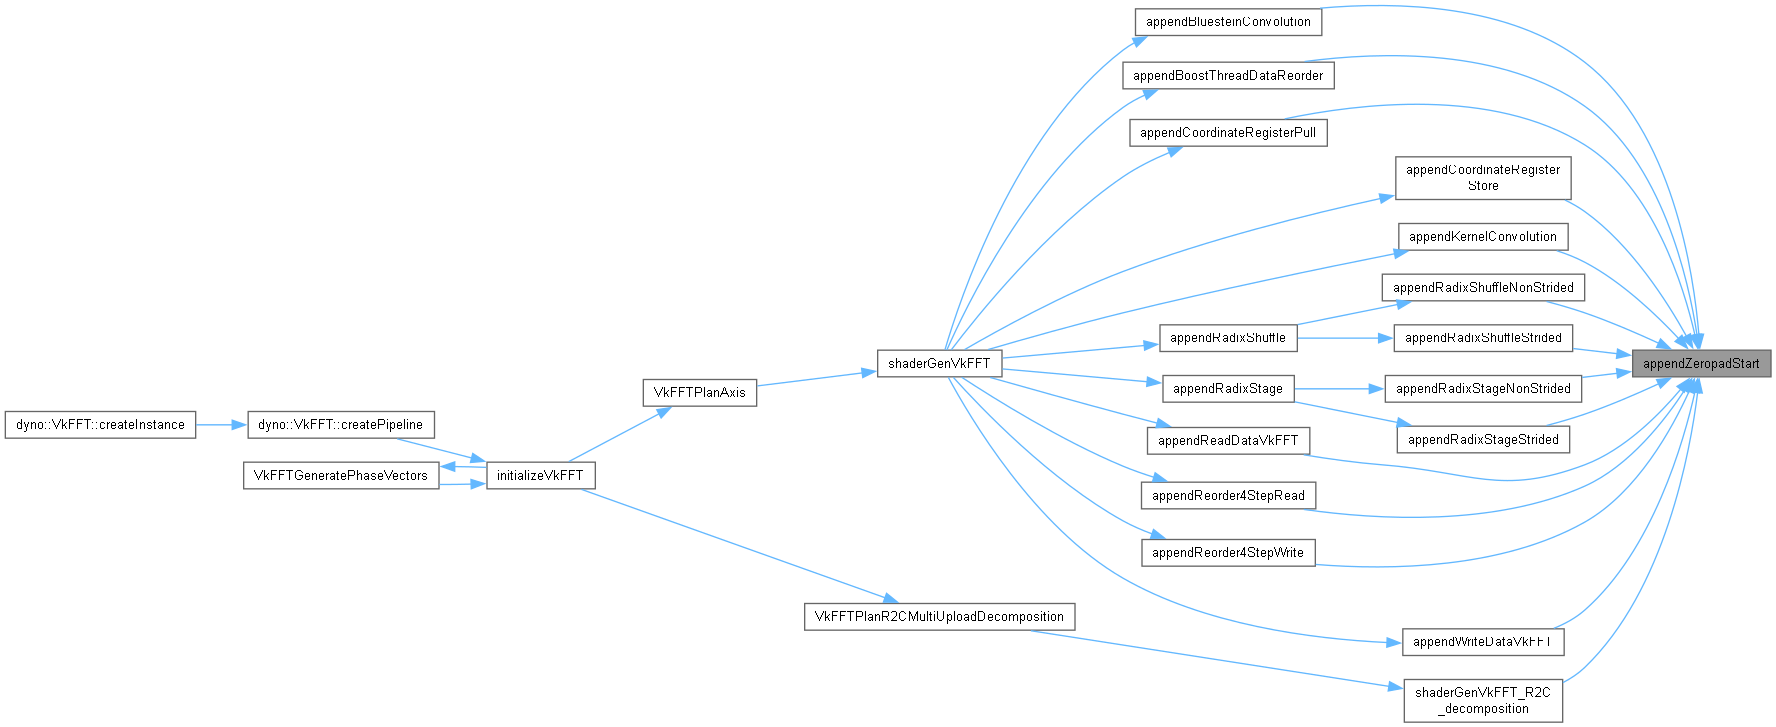 appendBluesteinConvolution
appendBoostThreadDataReorder
appendCoordinateRegisterPull
appendCoordinateRegister
Store
appendKernelConvolution
appendRadixShuffleNonStrided
appendRadixShuffle
appendRadixShuffleStrided
shaderGenVkFFT
appendZeropadStart
VkFFTPlanAxis
appendRadixStage
appendRadixStageNonStrided
dyno::VkFFT::createInstance
dyno::VkFFT::createPipeline
appendReadDataVkFFT
appendRadixStageStrided
VkFFTGeneratePhaseVectors
initializeVkFFT
appendReorder4StepRead
appendReorder4StepWrite
VkFFTPlanR2CMultiUploadDecomposition
appendWriteDataVkFFT
shaderGenVkFFT_R2C
_decomposition